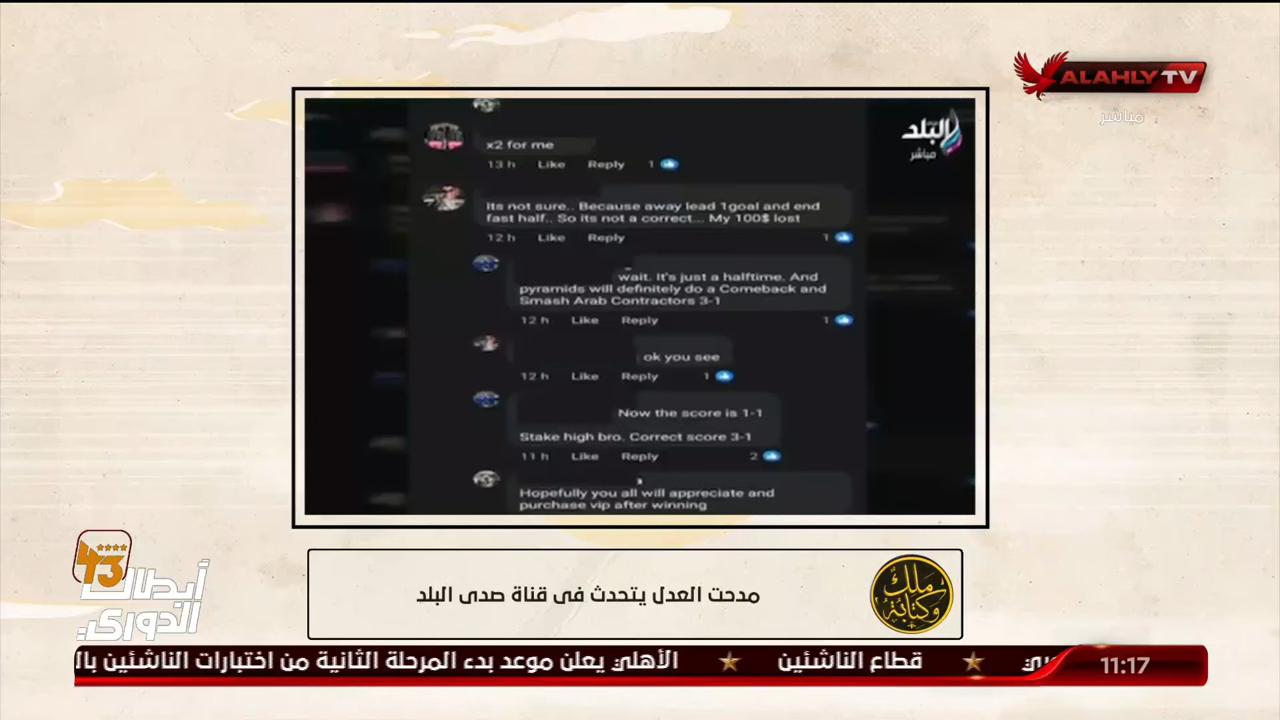 ALAHLY TV
مباشر
البلد
مباشر
x2 for me
13 h Like Reply 1
Its not sure.. Because away lead 1goal and end
fast half.. So its not a correct... My 100$ lost
12 h Like Reply 1
wait. It's just a halftime. And
pyramids will definitely do a Comeback and
Smash Arab Contractors 3-1
12 h Like Reply 1
ok you see
12 h Like Reply 1
Now the score is 1-1
Stake high bro. Correct score 3-1
11 h Like Reply 2
Hopefully you all will appreciate and
purchase vip after winning
43
أبطال
الدوري
مدحت العدل يتحدث فى قناة صدى البلد
ملك
وكتابة
قطاع الناشئين ★ الأهلي يعلن موعد بدء المرحلة الثانية من اختبارات الناشئين
11:17